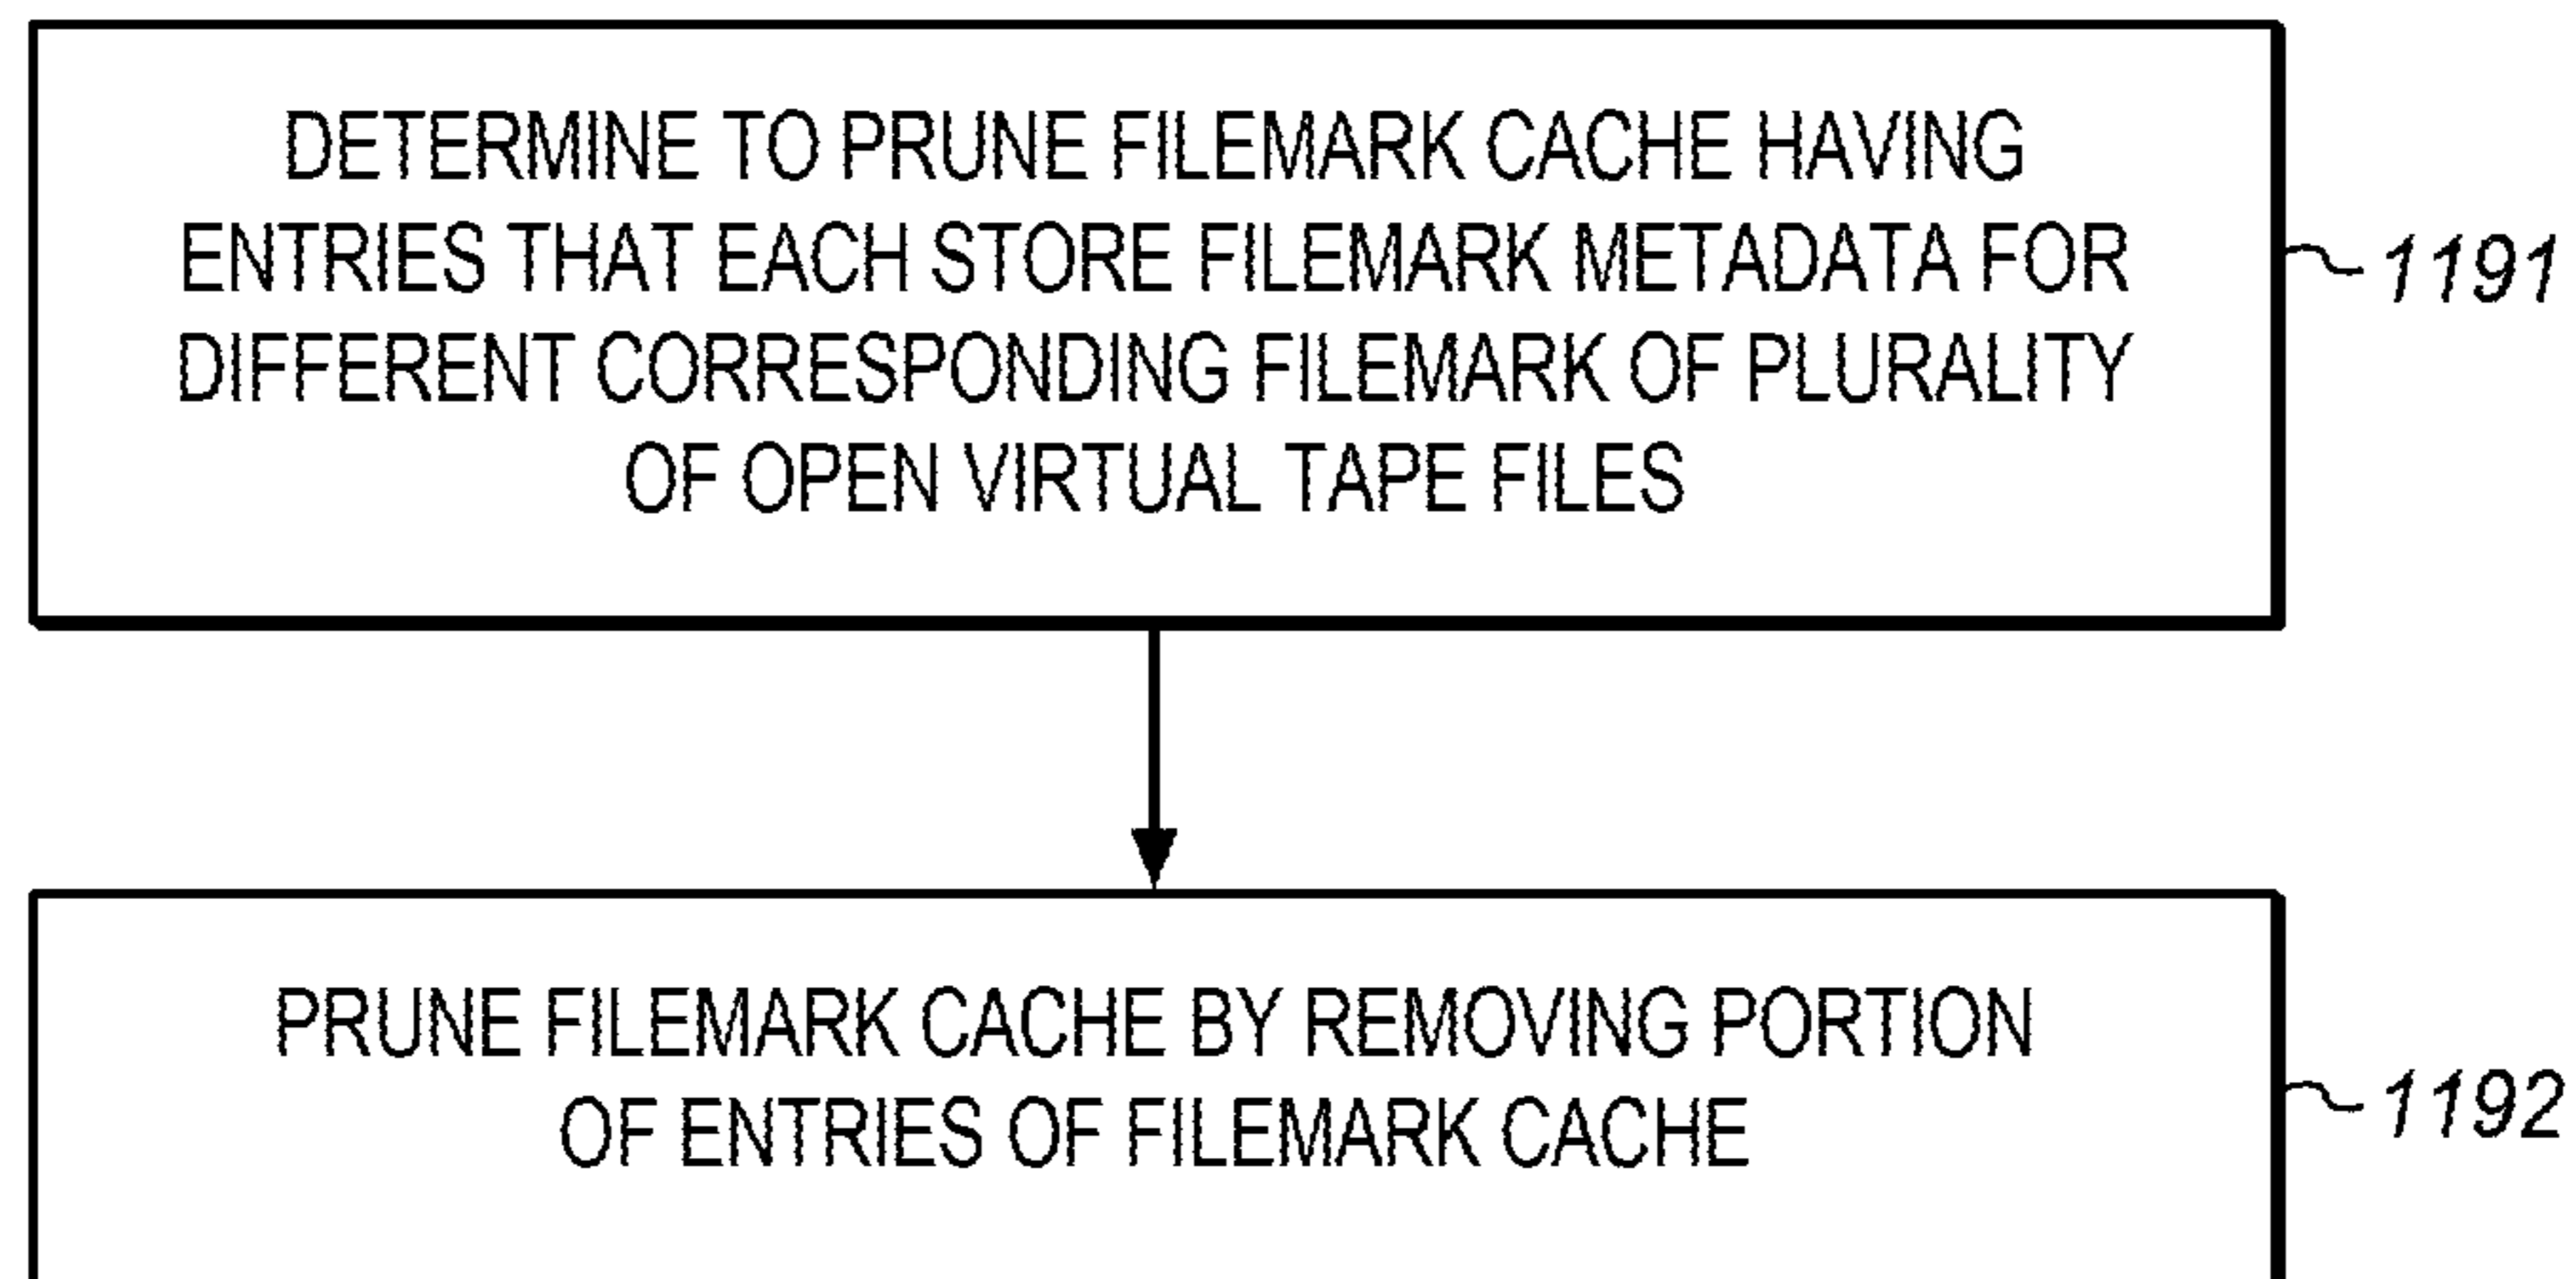 DETERMINE TO PRUNE FILEMARK CACHE HAVING
ENTRIES THAT EACH STORE FILEMARK METADATA FOR
DIFFERENT CORRESPONDING FILEMARK OF PLURALITY
OF OPEN VIRTUAL TAPE FILES
1191
PRUNE FILEMARK CACHE BY REMOVING PORTION
OF ENTRIES OF FILEMARK CACHE
1192